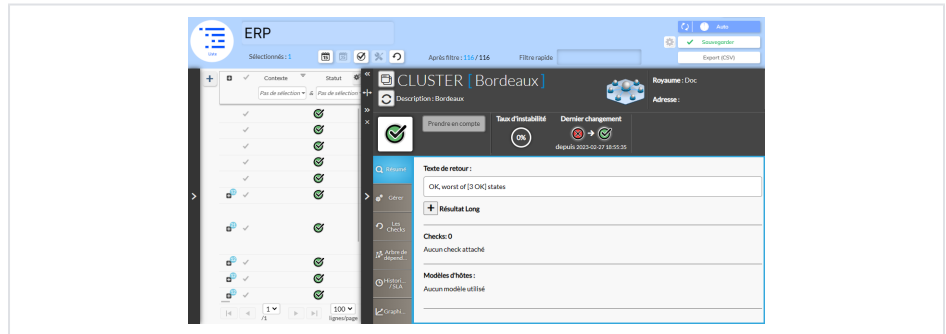 ERP
Liste
Sélectionnés : 1
Après filtre : 116 / 116
Filtre rapide
Auto
Sauvegarder
Expert (CSV)
Contexte
Statut
Pas de sélection
Pas de sélection
CLUSTER [ Bordeaux ]
Description : Bordeaux
Royaume : Doc
Adresse :
Prendre en compte
Taux d'Instabilité
0%
Dernier changement
depuis 2023-02-27 18:55:35
Résumé
Gérer
Les Checks
Arbre de dépend...
Histori... / SLA
Graphi...
Texte de retour :
OK, worst of [3 OK] states
Résultat Long
Checks: 0
Aucun check attaché
Modèles d'hôtes :
Aucun modèle utilisé
1
/1
100
lignes/page